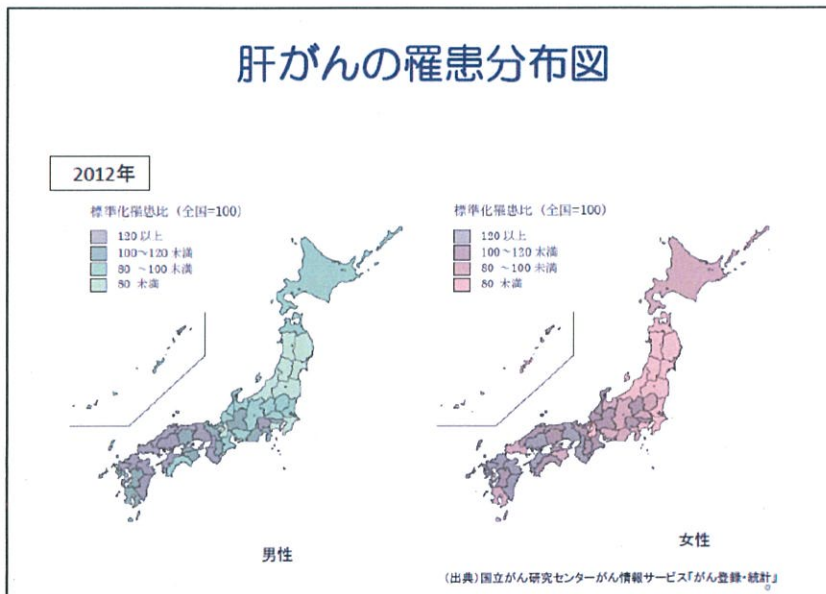 肝がんの罹患分布図
2012年
標準化罹患比 (全国=100)
120 以上
100~120 未満
80 ~100 未満
80 未満
男性
標準化罹患比 (全国=100)
120 以上
100~120 未満
80 ~100 未満
80 未満
女性
(出典)国立がん研究センターがん情報サービス「がん登録・統計」